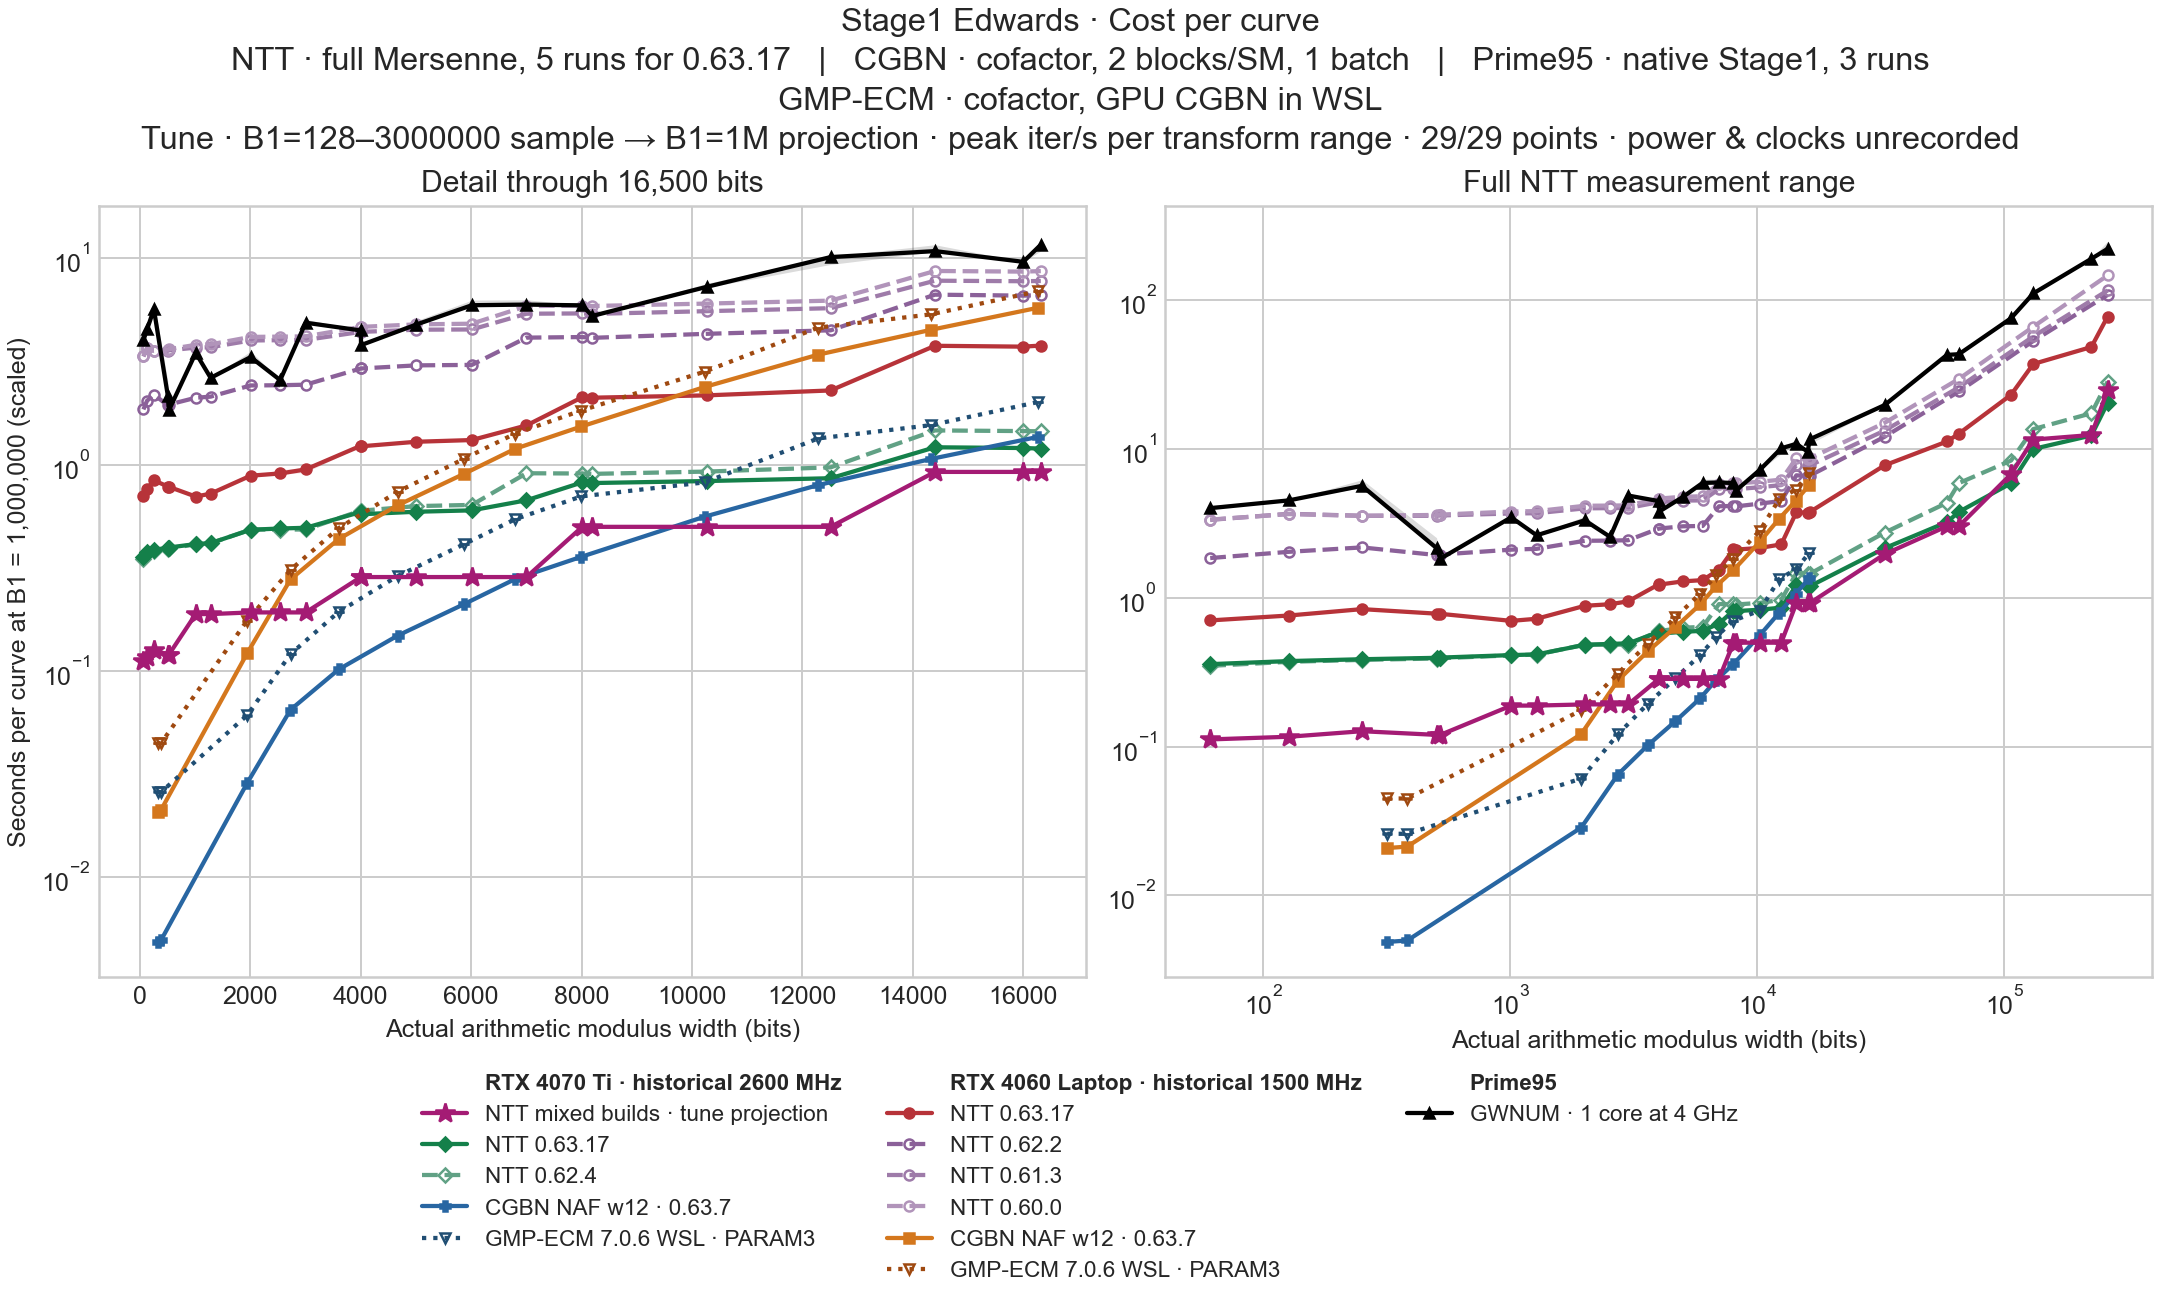 Stage1 Edwards · Cost per curve
NTT · full Mersenne, 5 runs for 0.63.17 | CGBN · cofactor, 2 blocks/SM, 1 batch | Prime95 · native Stage1, 3 runs
GMP-ECM · cofactor, GPU CGBN in WSL
Tune · B1=128–3000000 sample → B1=1M projection · peak iter/s per transform range · 29/29 points · power & clocks unrecorded
Detail through 16,500 bits
Seconds per curve at B1 = 1,000,000 (scaled)
10¹
10⁰
10⁻¹
10⁻²
0 2000 4000 6000 8000 10000 12000 14000 16000
Actual arithmetic modulus width (bits)
Full NTT measurement range
10²
10¹
10⁰
10⁻¹
10⁻²
10² 10³ 10⁴ 10⁵
Actual arithmetic modulus width (bits)
RTX 4070 Ti · historical 2600 MHz
NTT mixed builds · tune projection
NTT 0.63.17
NTT 0.62.4
CGBN NAF w12 · 0.63.7
GMP-ECM 7.0.6 WSL · PARAM3
RTX 4060 Laptop · historical 1500 MHz
NTT 0.63.17
NTT 0.62.2
NTT 0.61.3
NTT 0.60.0
CGBN NAF w12 · 0.63.7
GMP-ECM 7.0.6 WSL · PARAM3
Prime95
GWNUM · 1 core at 4 GHz